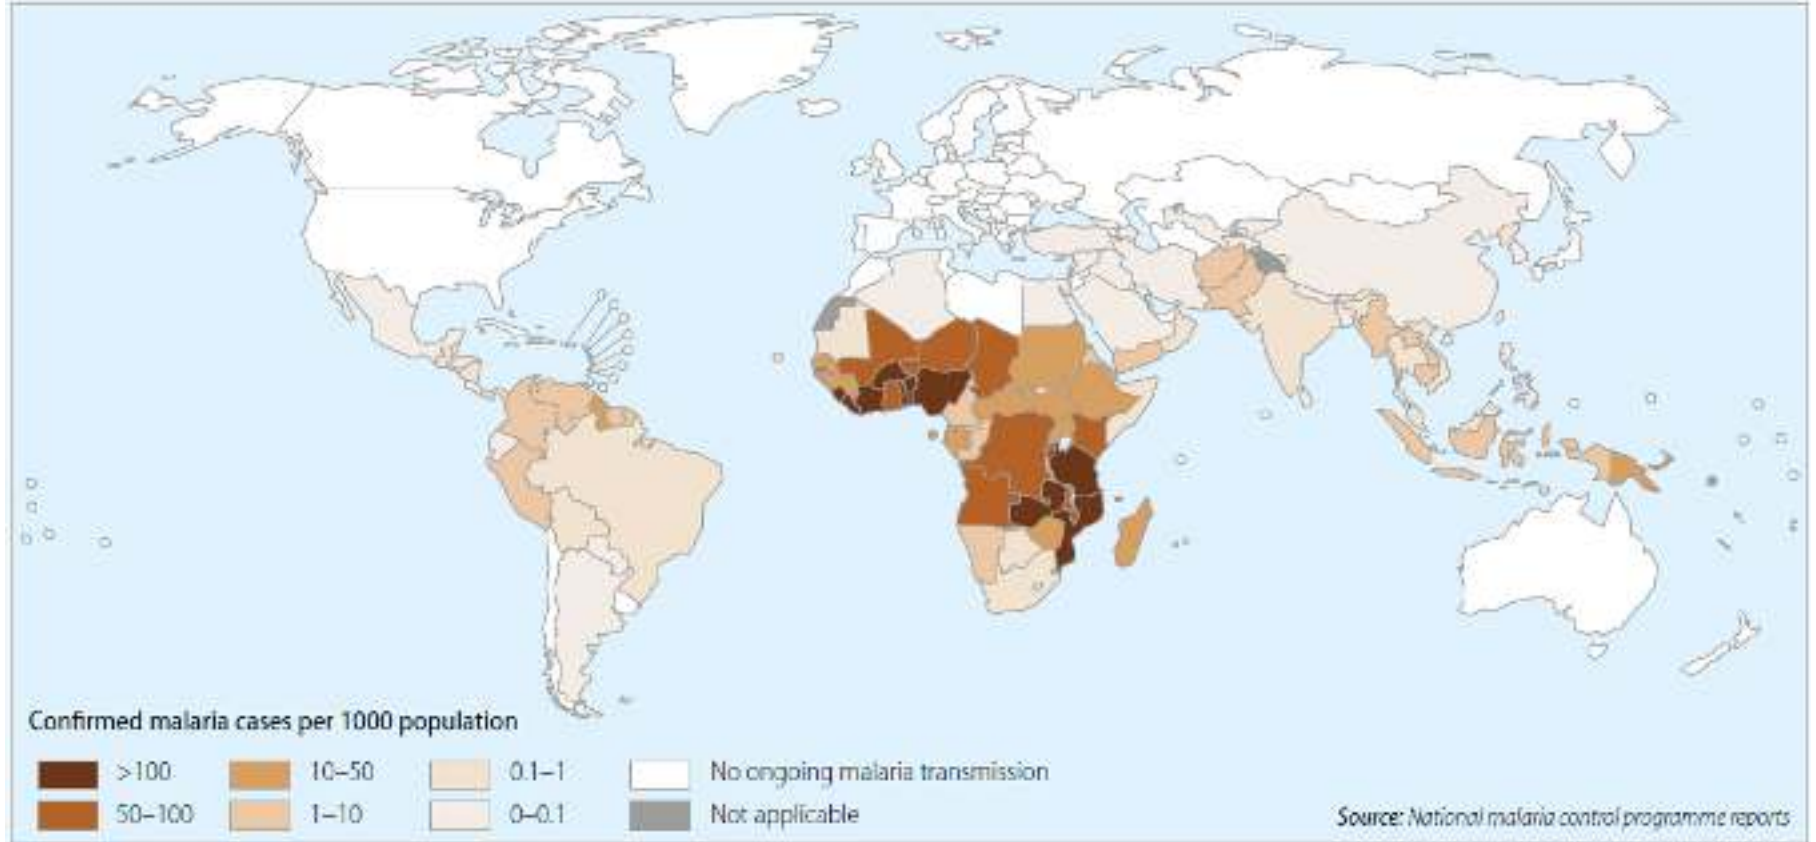 Confirmed malaria cases per 1000 population
>100 10–50 0.1–1 No ongoing malaria transmission
50–100 1–10 0–0.1 Not applicable
Source: National malaria control programme reports